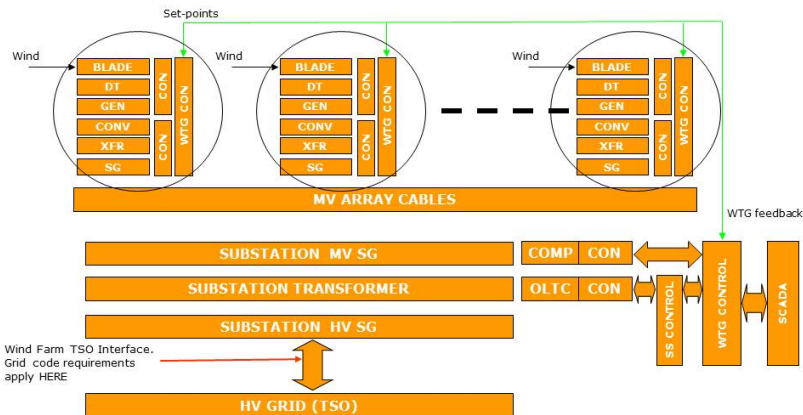 Set-points
Wind
BLADE
DT
GEN
CONV
XFR
SG
CON
CON
WTG CON
Wind
BLADE
DT
GEN
CONV
XFR
SG
CON
CON
WTG CON
Wind
BLADE
DT
GEN
CONV
XFR
SG
CON
CON
WTG CON
MV ARRAY CABLES
WTG feedback
SUBSTATION MV SG
COMP CON
SUBSTATION TRANSFORMER
OLTC CON
SS CONTROL
WTG CONTROL
SCADA
SUBSTATION HV SG
Wind Farm TSO Interface.
Grid code requirements
apply HERE
HV GRID (TSO)